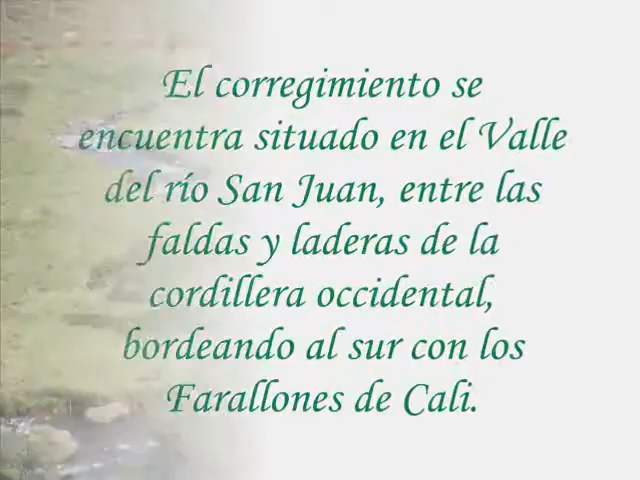 El corregimiento se
encuentra situado en el Valle
del río San Juan, entre las
faldas y laderas de la
cordillera occidental,
bordeando al sur con los
Farallones de Cali.